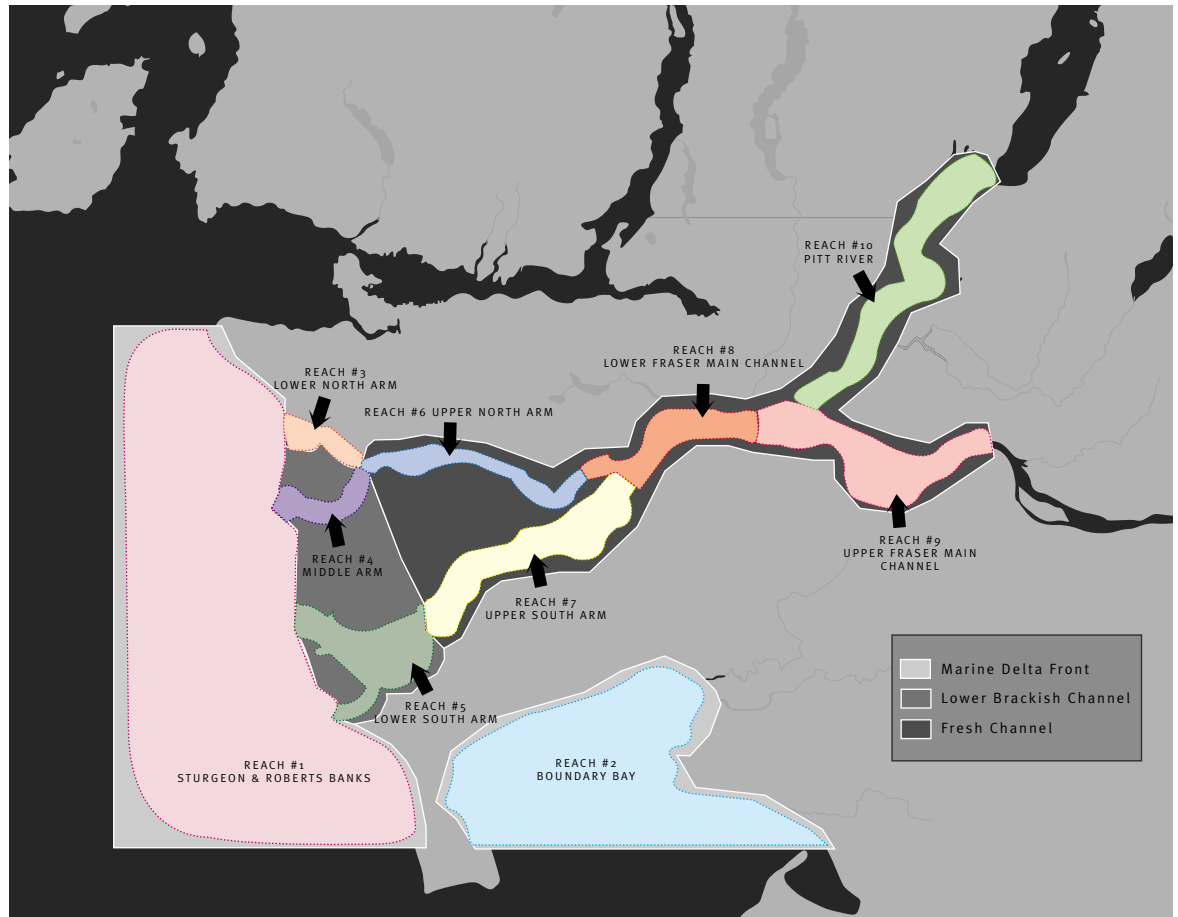 REACH #10
PITT RIVER
REACH #8
LOWER FRASER MAIN CHANNEL
REACH #3
LOWER NORTH ARM
REACH #6 UPPER NORTH ARM
REACH #9
UPPER FRASER MAIN
CHANNEL
REACH #4
MIDDLE ARM
REACH #7
UPPER SOUTH ARM
REACH #5
LOWER SOUTH ARM
REACH #1
STURGEON & ROBERTS BANKS
REACH #2
BOUNDARY BAY
Marine Delta Front
Lower Brackish Channel
Fresh Channel